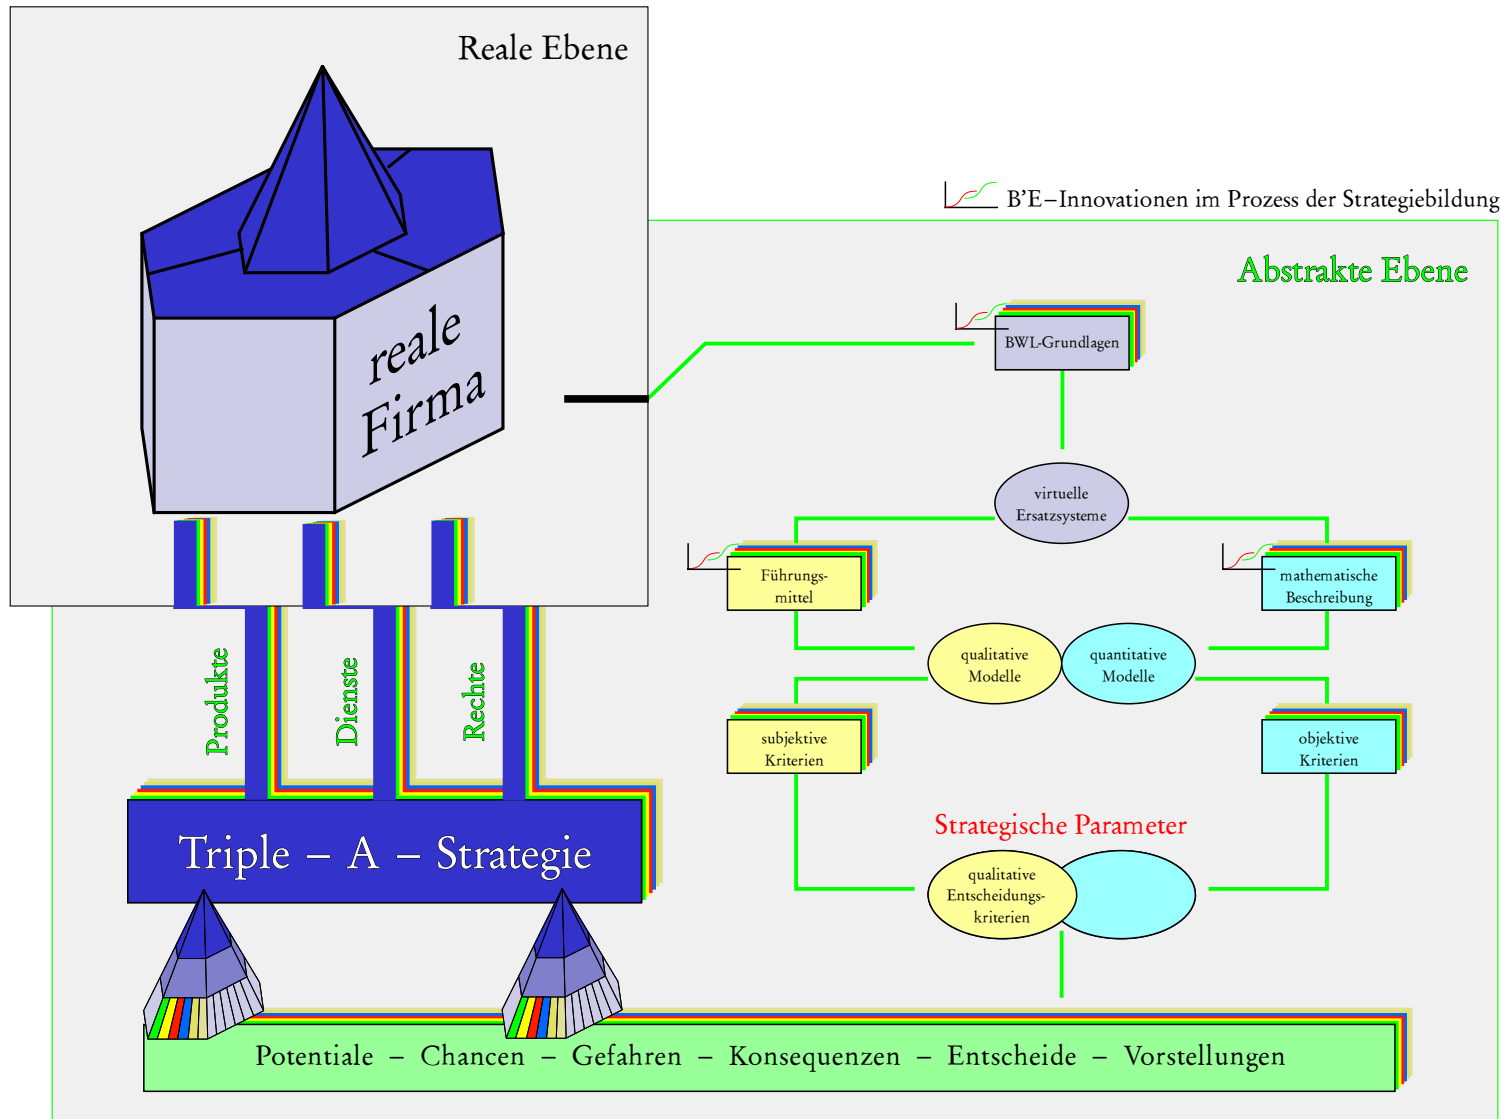 Reale Ebene
B'E–Innovationen im Prozess der Strategiebildung
Abstrakte Ebene
reale
Firma
BWL-Grundlagen
virtuelle
Ersatzsysteme
Führungs-
mittel
mathematische
Beschreibung
qualitative
Modelle
quantitative
Modelle
Produkte
Dienste
Rechte
subjektive
Kriterien
objektive
Kriterien
Strategische Parameter
Triple – A – Strategie
qualitative
Entscheidungs-
kriterien
Potentiale – Chancen – Gefahren – Konsequenzen – Entscheide – Vorstellungen